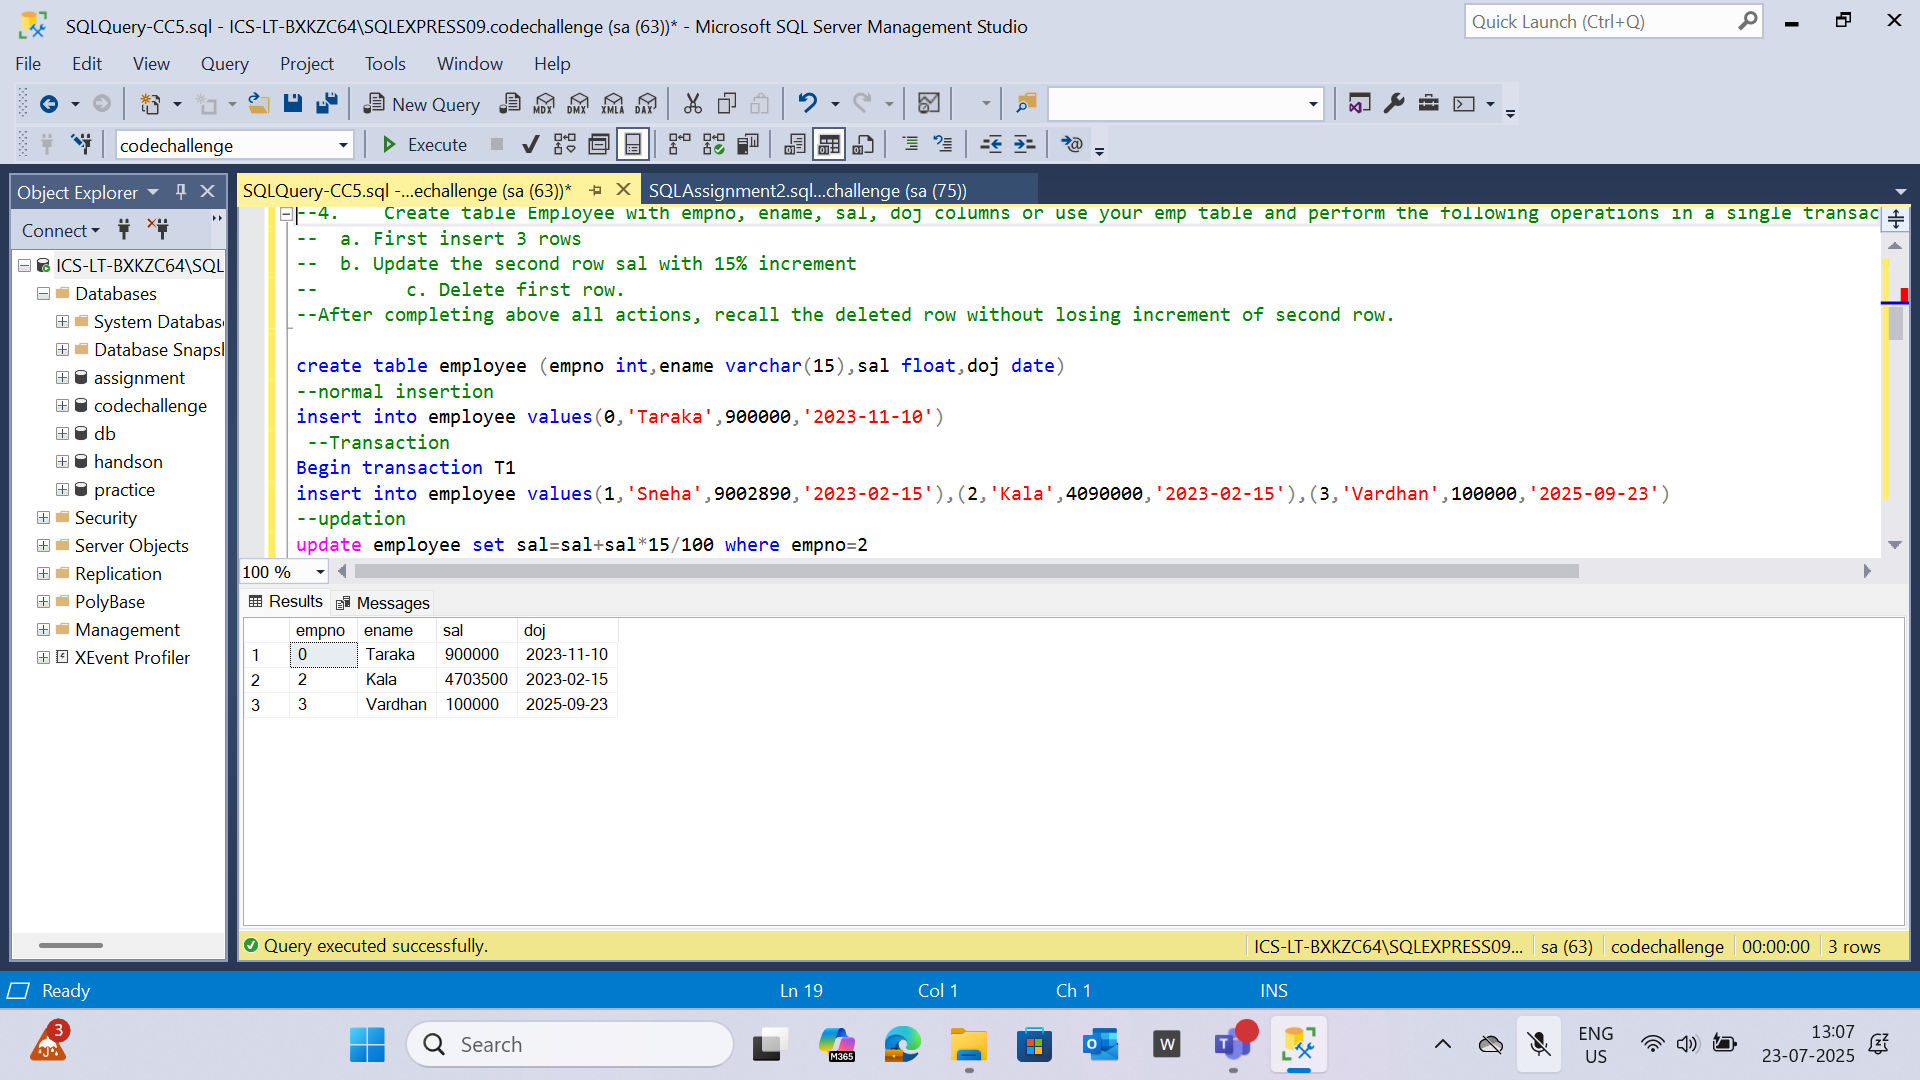 SQLQuery-CC5.sql - ICS-LT-BXKZC64\SQLEXPRESS09.codechallenge (sa (63))* - Microsoft SQL Server Management Studio
Quick Launch (Ctrl+Q)
File Edit View Query Project Tools Window Help
New Query MDX DMX XMLA DAX
codechallenge Execute
Object Explorer
SQLQuery-CC5.sql -...echallenge (sa (63))*
SQLAssignment2.sql...challenge (sa (75))
Connect
ICS-LT-BXKZC64\SQL
Databases
System Databas
Database Snapsl
assignment
codechallenge
db
handson
practice
Security
Server Objects
Replication
PolyBase
Management
XEvent Profiler
--4. Create table Employee with empno, ename, sal, doj columns or use your emp table and perform the following operations in a single transac
-- a. First insert 3 rows
-- b. Update the second row sal with 15% increment
-- c. Delete first row.
--After completing above all actions, recall the deleted row without losing increment of second row.
create table employee (empno int,ename varchar(15),sal float,doj date)
--normal insertion
insert into employee values(0,'Taraka',900000,'2023-11-10')
--Transaction
Begin transaction T1
insert into employee values(1,'Sneha',9002890,'2023-02-15'),(2,'Kala',4090000,'2023-02-15'),(3,'Vardhan',100000,'2025-09-23')
--updation
update employee set sal=sal+sal*15/100 where empno=2
100 %
Results Messages
empno ename sal doj
1 0 Taraka 900000 2023-11-10
2 2 Kala 4703500 2023-02-15
3 3 Vardhan 100000 2025-09-23
Query executed successfully.
ICS-LT-BXKZC64\SQLEXPRESS09... sa (63) codechallenge 00:00:00 3 rows
Ready Ln 19 Col 1 Ch 1 INS
3
Search
M365
W
ENG
US
13:07
23-07-2025